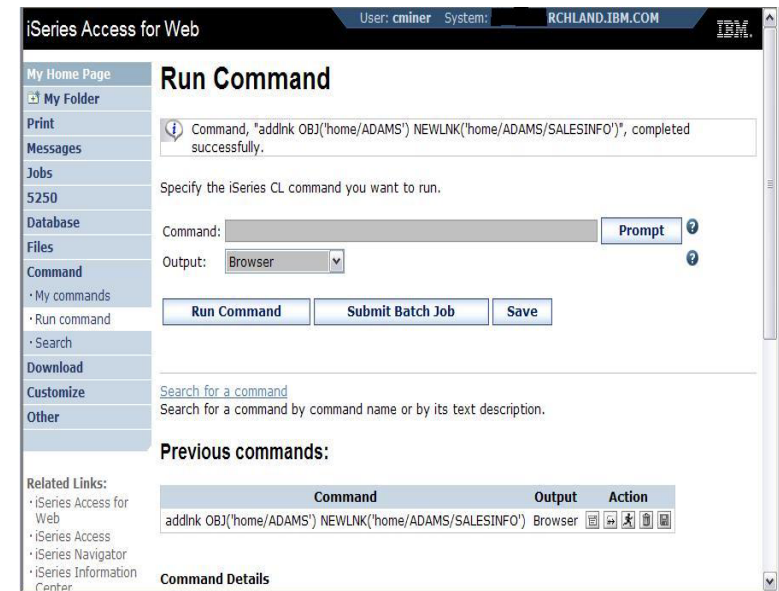 iSeries Access for Web
User: cminer System: RCHLAND.IBM.COM
IBM.
My Home Page
My Folder
Print
Messages
Jobs
5250
Database
Files
Command
· My commands
· Run command
· Search
Download
Customize
Other
Related Links:
· iSeries Access for
Web
· iSeries Access
· iSeries Navigator
· iSeries Information
Center
Run Command
Command, "addlnk OBJ('home/ADAMS') NEWLNK('home/ADAMS/SALESINFO')", completed
successfully.
Specify the iSeries CL command you want to run.
Command: Prompt
Output: Browser
Run Command Submit Batch Job Save
Search for a command
Search for a command by command name or by its text description.
Previous commands:
Command Output Action
addlnk OBJ('home/ADAMS') NEWLNK('home/ADAMS/SALESINFO') Browser
Command Details